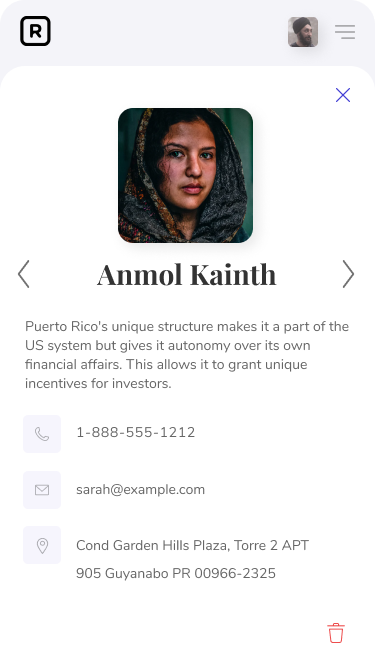 R
Anmol Kainth
Puerto Rico's unique structure makes it a part of the
US system but gives it autonomy over its own
financial affairs. This allows it to grant unique
incentives for investors.
1-888-555-1212
sarah@example.com
Cond Garden Hills Plaza, Torre 2 APT
905 Guyanabo PR 00966-2325